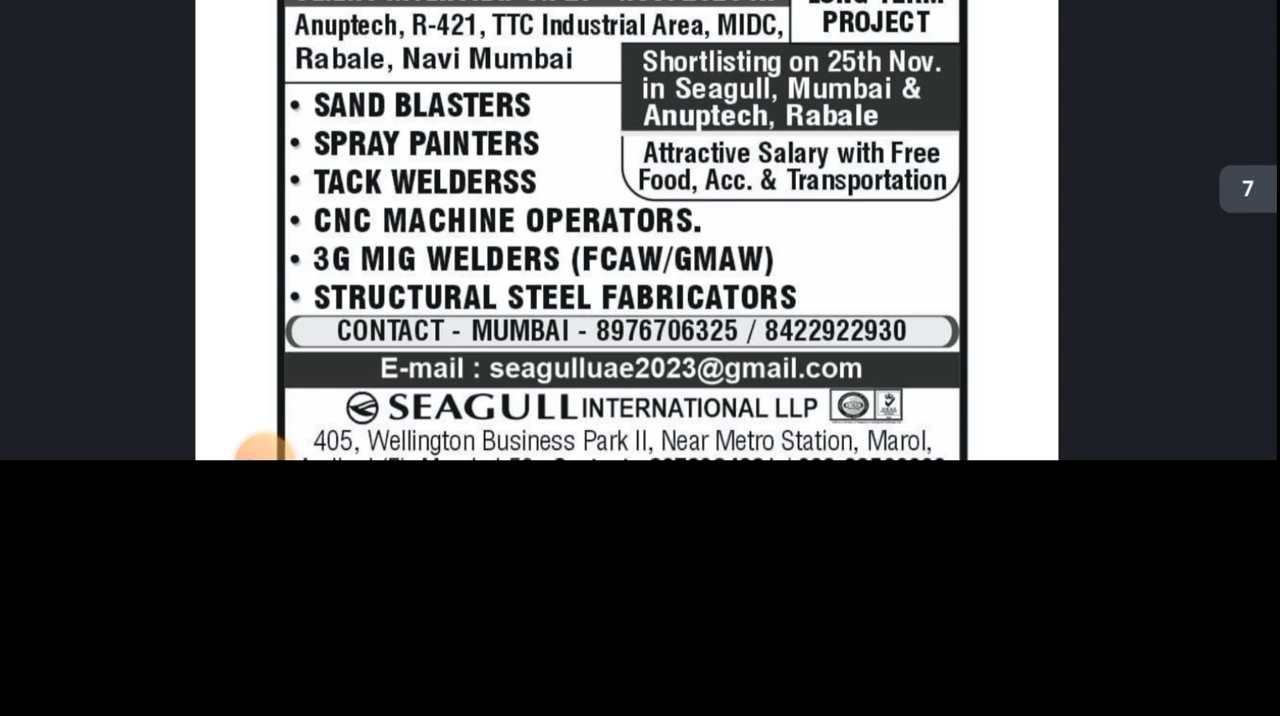 LONG TERM
PROJECT
Anuptech, R-421, TTC Industrial Area, MIDC,
Rabale, Navi Mumbai
Shortlisting on 25th Nov.
in Seagull, Mumbai &
Anuptech, Rabale
Attractive Salary with Free
Food, Acc. & Transportation
• SAND BLASTERS
• SPRAY PAINTERS
• TACK WELDERSS
• CNC MACHINE OPERATORS.
• 3G MIG WELDERS (FCAW/GMAW)
• STRUCTURAL STEEL FABRICATORS
CONTACT - MUMBAI - 8976706325 / 8422922930
E-mail : seagulluae2023@gmail.com
SEAGULL INTERNATIONAL LLP
405, Wellington Business Park II, Near Metro Station, Marol,
7